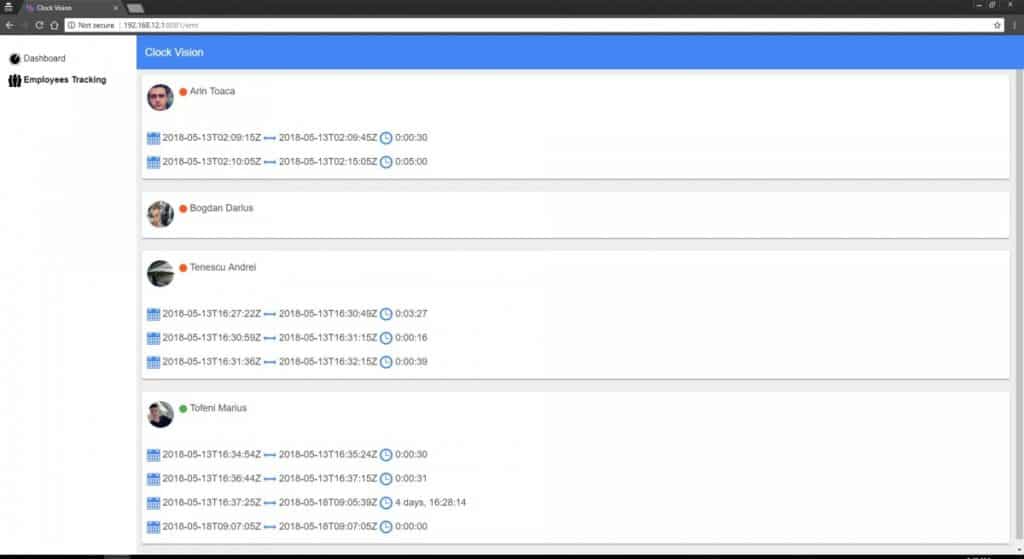 Clock Vision
Not secure | 192.168.12.1:8081/emt
Dashboard
Employees Tracking
Clock Vision
Arin Toaca
2018-05-13T02:09:15Z 2018-05-13T02:09:45Z 0:00:30
2018-05-13T02:10:05Z 2018-05-13T02:15:05Z 0:05:00
Bogdan Darius
Tenescu Andrei
2018-05-13T16:27:22Z 2018-05-13T16:30:49Z 0:03:27
2018-05-13T16:30:59Z 2018-05-13T16:31:15Z 0:00:16
2018-05-13T16:31:36Z 2018-05-13T16:32:15Z 0:00:39
Tofeni Marius
2018-05-13T16:34:54Z 2018-05-13T16:35:24Z 0:00:30
2018-05-13T16:36:44Z 2018-05-13T16:37:15Z 0:00:31
2018-05-13T16:37:25Z 2018-05-18T09:05:39Z 4 days, 16:28:14
2018-05-18T09:07:05Z 2018-05-18T09:07:05Z 0:00:00